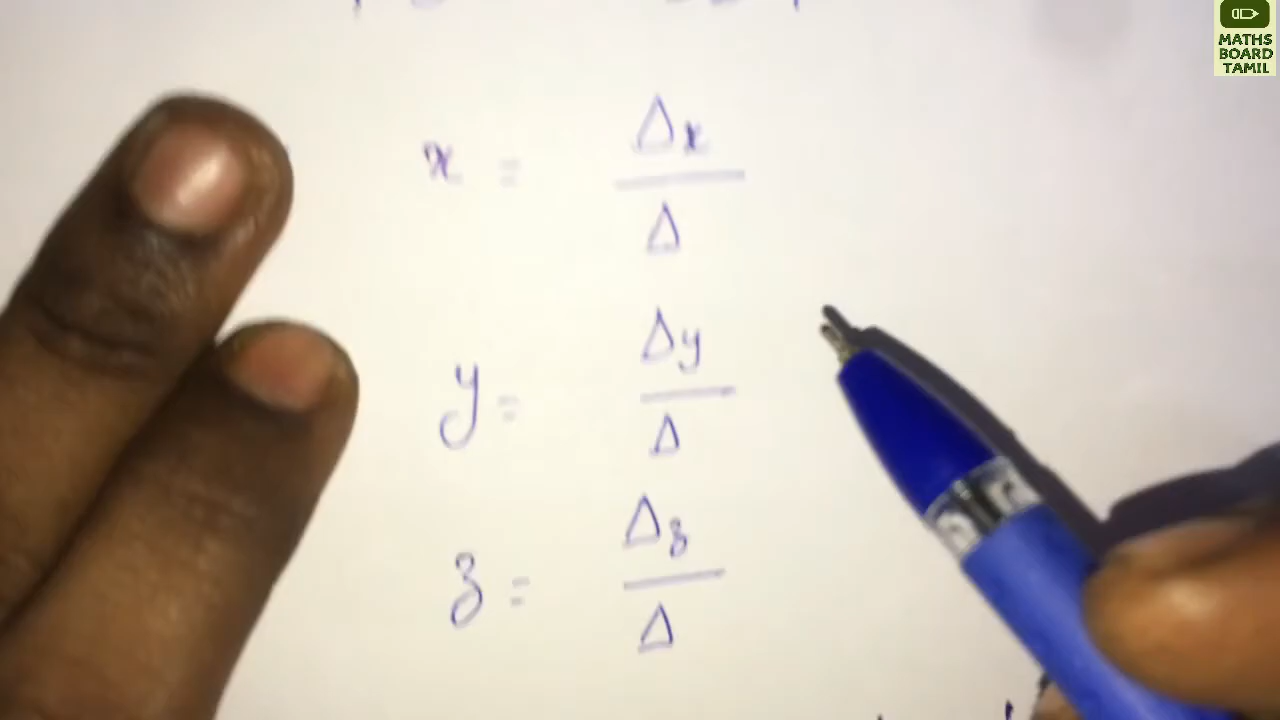 MATHS
BOARD
TAMIL
x = Δx / Δ
y = Δy / Δ
z = Δz / Δ